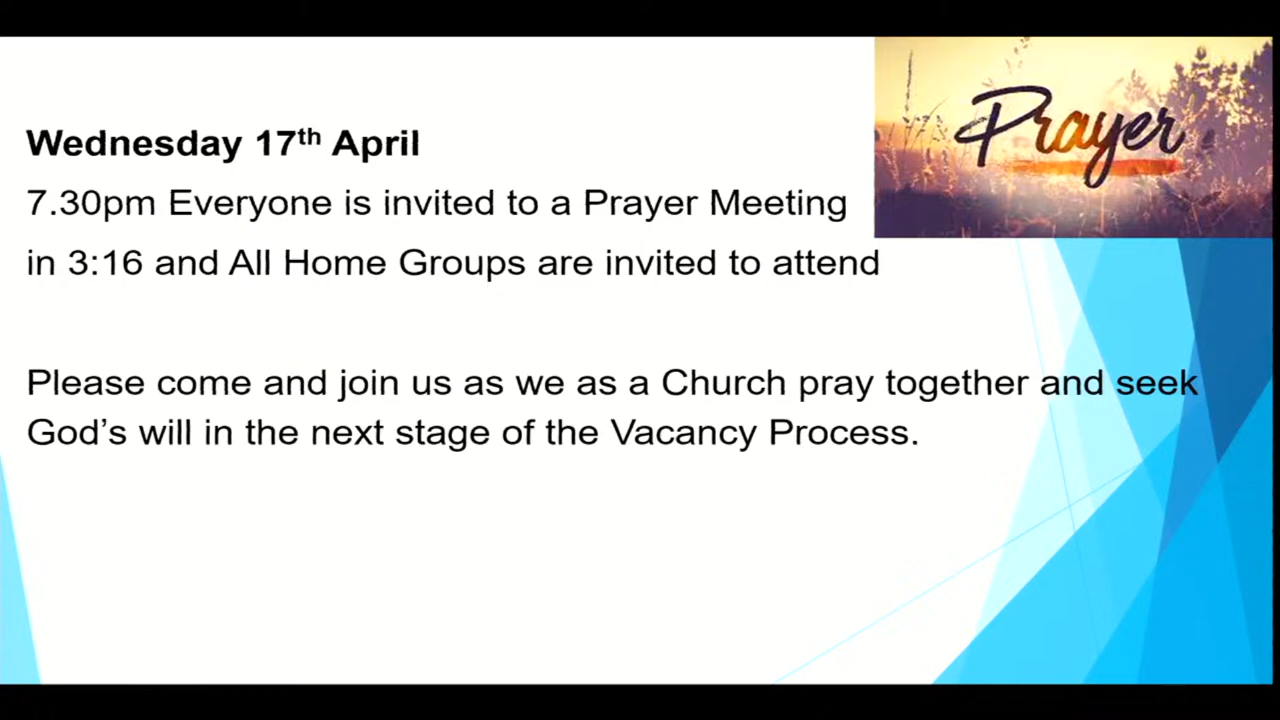 Prayer
Wednesday 17th April
7.30pm Everyone is invited to a Prayer Meeting
in 3:16 and All Home Groups are invited to attend
Please come and join us as we as a Church pray together and seek
God’s will in the next stage of the Vacancy Process.